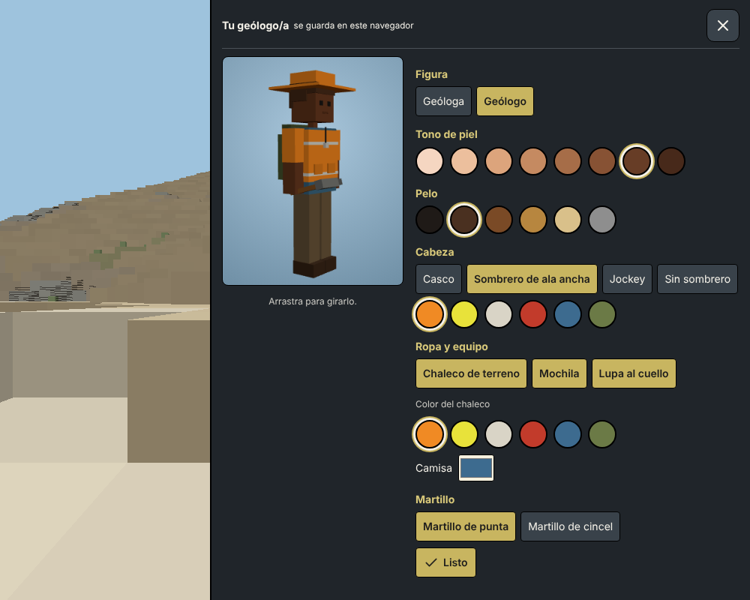 Tu geólogo/a se guarda en este navegador
Figura
Geóloga Geólogo
Tono de piel
Pelo
Cabeza
Casco Sombrero de ala ancha Jockey Sin sombrero
Ropa y equipo
Chaleco de terreno Mochila Lupa al cuello
Color del chaleco
Camisa
Martillo
Martillo de punta Martillo de cincel
Listo
Arrastra para girarlo.